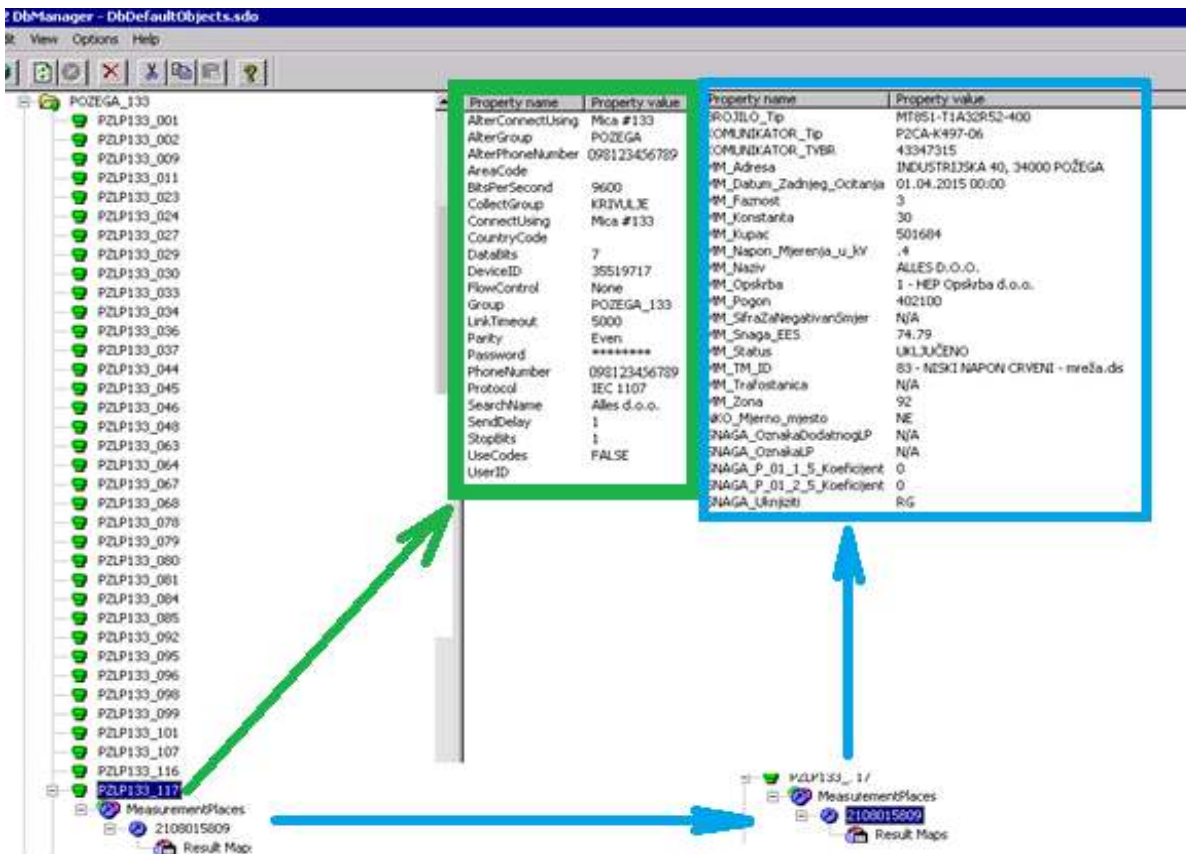 DbManager - DbDefaultObjects.sdo
View Options Help
POZEGA_133
PZLP133_001
PZLP133_002
PZLP133_009
PZLP133_011
PZLP133_023
PZLP133_024
PZLP133_027
PZLP133_029
PZLP133_030
PZLP133_033
PZLP133_034
PZLP133_036
PZLP133_037
PZLP133_044
PZLP133_045
PZLP133_046
PZLP133_048
PZLP133_063
PZLP133_064
PZLP133_067
PZLP133_068
PZLP133_078
PZLP133_079
PZLP133_080
PZLP133_081
PZLP133_084
PZLP133_085
PZLP133_092
PZLP133_095
PZLP133_096
PZLP133_098
PZLP133_099
PZLP133_101
PZLP133_107
PZLP133_116
PZLP133_117
MeasurementPlaces
2108015809
Result Map
Property name Property value
AlterConnectUsing Mica #133
AlterGroup POZEGA
AlterPhoneNumber 098123456789
AreaCode
BitsPerSecond 9600
CollectGroup KRIVULJE
ConnectUsing Mica #133
CountryCode
DataBits 7
DeviceID 35519717
FlowControl None
Group POZEGA_133
LinkTimeout 5000
Parity Even
Password ********
PhoneNumber 098123456789
Protocol IEC 1107
SearchName Alles d.o.o.
SendDelay 1
StopBits 1
UseCodes FALSE
UserID
Property name Property value
BROJILO_Tip MT851-T1A32R52-400
KOMUNIKATOR_Tip P2CA-K497-06
KOMUNIKATOR_TVBR 43347315
MM_Adresa INDUSTRIJSKA 40, 34000 POŽEGA
MM_Datum_Zadnjeg_Ocitanja 01.04.2015 00:00
MM_Faznost 3
MM_Konstanta 30
MM_Kupac 501684
MM_Napon_Mjerenja_u_kV .4
MM_Naziv ALLES D.O.O.
MM_Opskrba 1 - HEP Opskrba d.o.o.
MM_Pogon 402100
MM_SifraZaNegativanSmjer N/A
MM_Snaga_EES 74.79
MM_Status UKLJUČENO
MM_TM_ID 83 - NISKI NAPON CRVENI - mreža.dis
MM_Trafostanica N/A
MM_Zona 92
Mjerno_mjesto NE
SNAGA_OznakaDodatnogLP N/A
SNAGA_OznakaLP N/A
SNAGA_P_01_1_5_Koeficijent 0
SNAGA_P_01_2_5_Koeficijent 0
SNAGA_Uknjiziti RG
PZLP133_ 17
MeasurementPlaces
2108015809
Result Maps